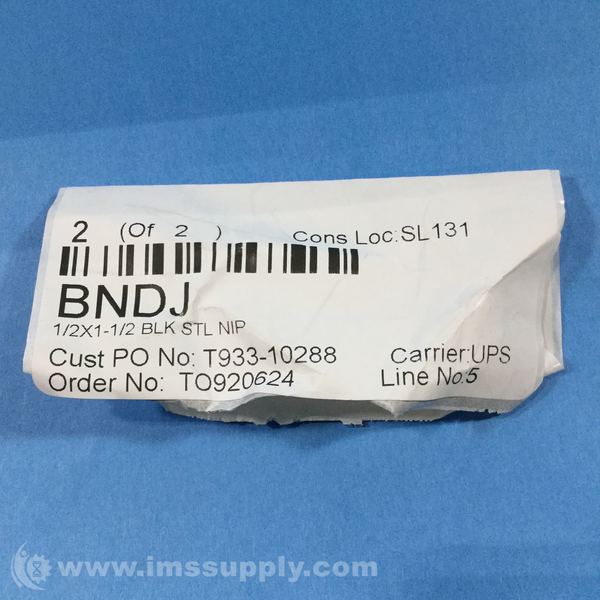 2 (Of 2 ) Cons Loc:SL131
BNDJ
1/2X1-1/2 BLK STL NIP
Cust PO No: T933-10288 Carrier:UPS
Order No: TO920624 Line No.5
www.imssupply.com